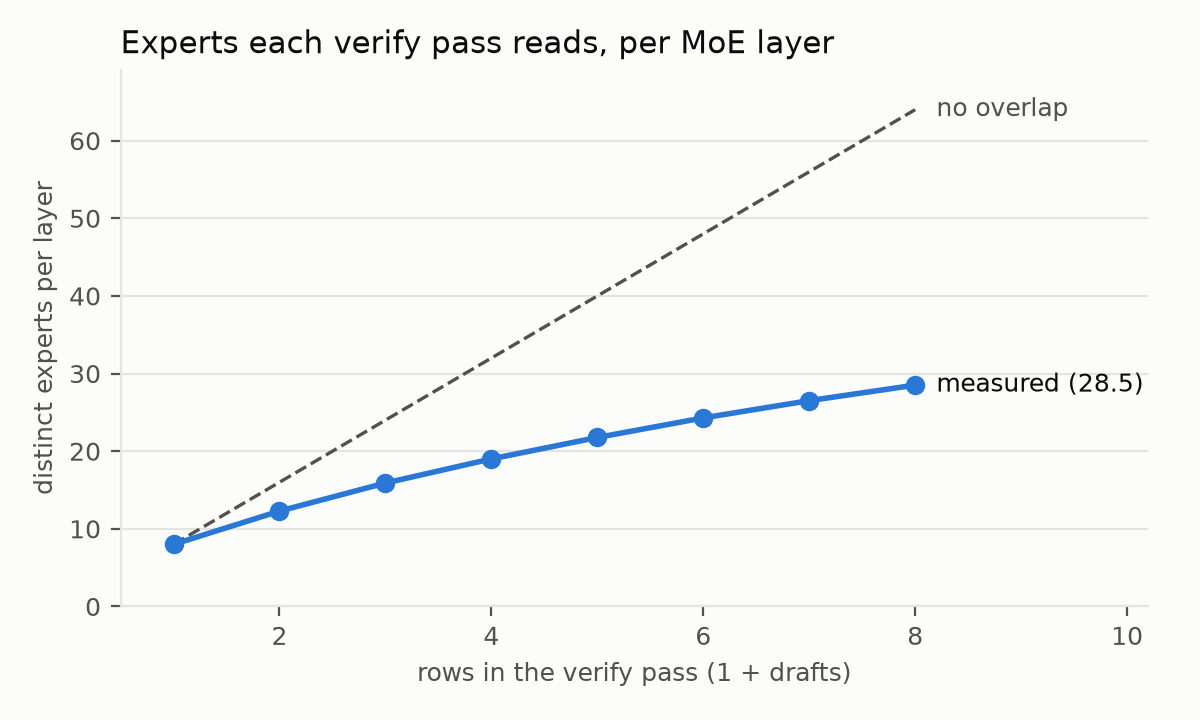 Experts each verify pass reads, per MoE layer
distinct experts per layer
60
50
40
30
20
10
0
no overlap
measured (28.5)
2 4 6 8 10
rows in the verify pass (1 + drafts)